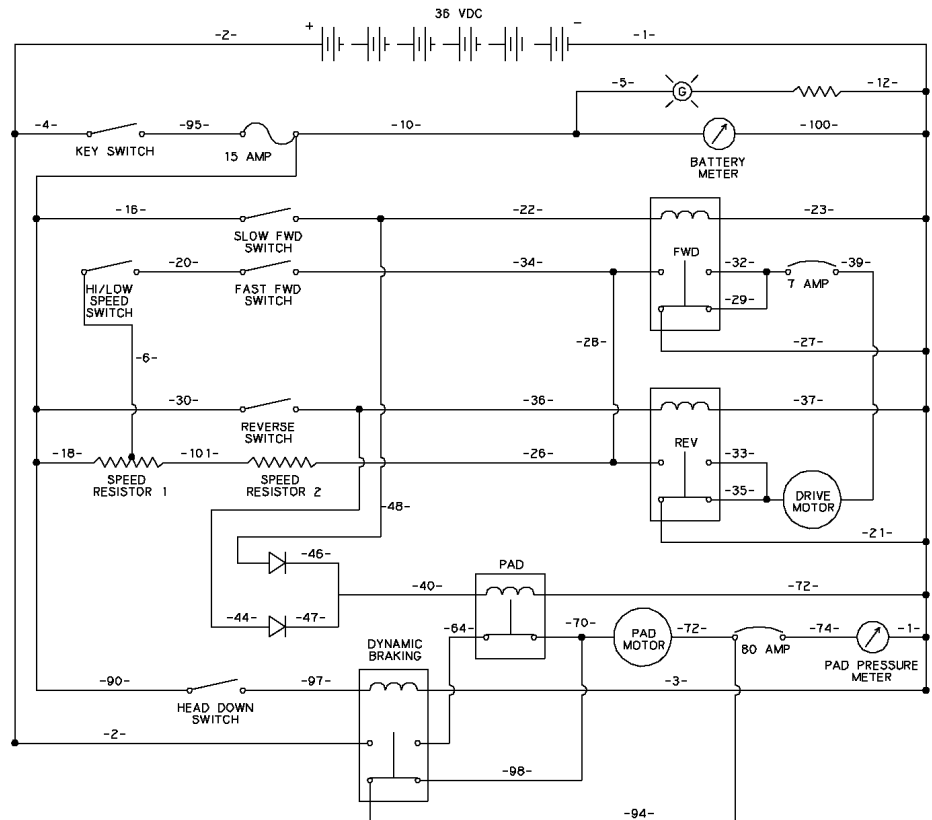 36 VDC
+
-
-2-
-1-
-5-
G
-12-
-4-
-95-
-10-
-100-
KEY SWITCH
15 AMP
BATTERY
METER
-16-
-22-
-23-
SLOW FWD
SWITCH
FWD
-20-
-34-
-32-
-39-
HI/LOW
SPEED
SWITCH
FAST FWD
SWITCH
7 AMP
-29-
-28-
-27-
-6-
-30-
-36-
-37-
REVERSE
SWITCH
REV
-18-
-101-
-26-
-33-
SPEED
RESISTOR 1
SPEED
RESISTOR 2
-35-
DRIVE
MOTOR
-48-
-21-
-46-
PAD
-40-
-72-
-44-
-47-
-64-
-70-
PAD
MOTOR
-72-
80 AMP
-74-
-1-
DYNAMIC
BRAKING
PAD PRESSURE
METER
-90-
-97-
-3-
HEAD DOWN
SWITCH
-2-
-98-
-94-